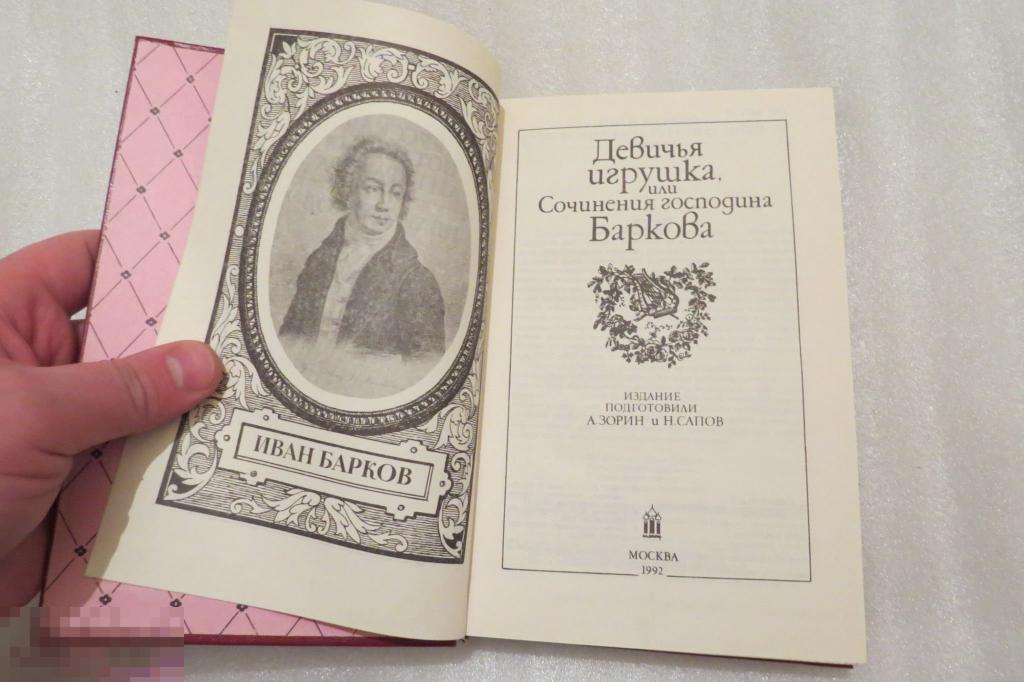 ИВАН БАРКОВ
Девичья
игрушка,
или
Сочинения господина
Баркова
ИЗДАНИЕ
ПОДГОТОВИЛИ
А.ЗОРИН и Н.САПОВ
МОСКВА
1992